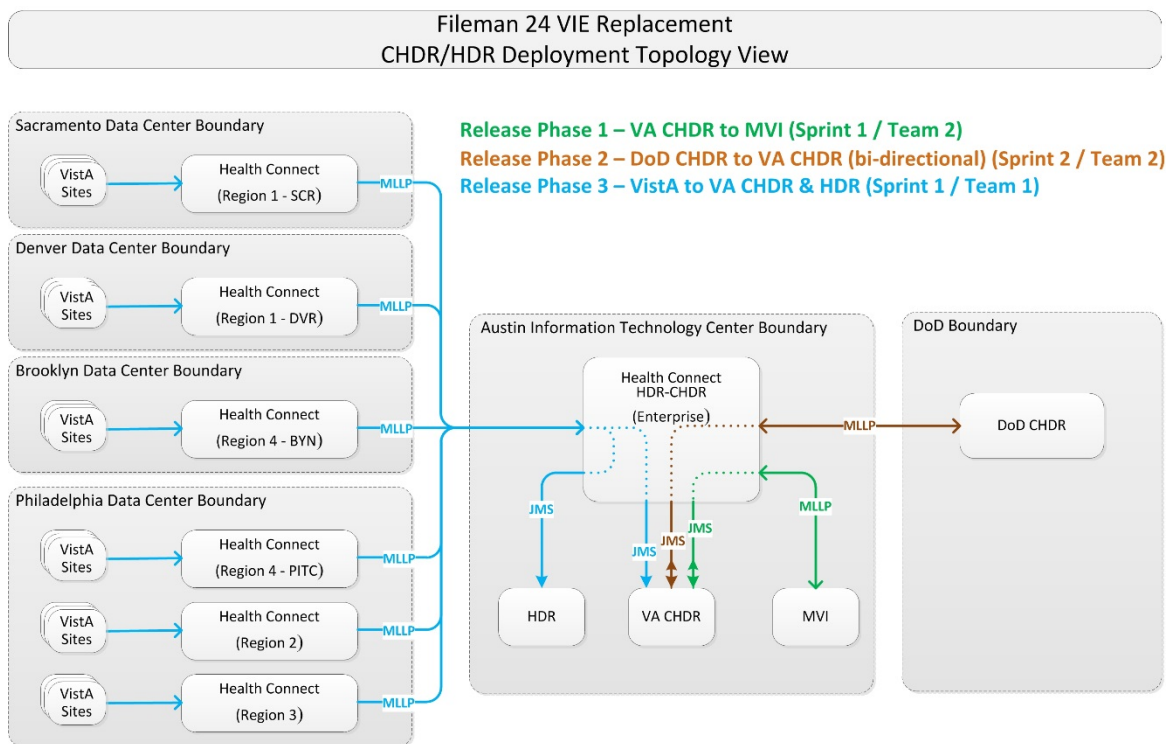 Fileman 24 VIE Replacement
CHDR/HDR Deployment Topology View
Release Phase 1 – VA CHDR to MVI (Sprint 1 / Team 2)
Release Phase 2 – DoD CHDR to VA CHDR (bi-directional) (Sprint 2 / Team 2)
Release Phase 3 – VistA to VA CHDR & HDR (Sprint 1 / Team 1)
Sacramento Data Center Boundary
VistA
Sites
Health Connect
(Region 1 - SCR)
MLLP
Denver Data Center Boundary
VistA
Sites
Health Connect
(Region 1 - DVR)
MLLP
Brooklyn Data Center Boundary
VistA
Sites
Health Connect
(Region 4 - BYN)
MLLP
Philadelphia Data Center Boundary
VistA
Sites
Health Connect
(Region 4 - PITC)
MLLP
VistA
Sites
Health Connect
(Region 2)
MLLP
VistA
Sites
Health Connect
(Region 3)
MLLP
Austin Information Technology Center Boundary
Health Connect
HDR-CHDR
(Enterprise)
JMS
JMS
JMS
JMS
MLLP
HDR
VA CHDR
MVI
MLLP
DoD Boundary
DoD CHDR